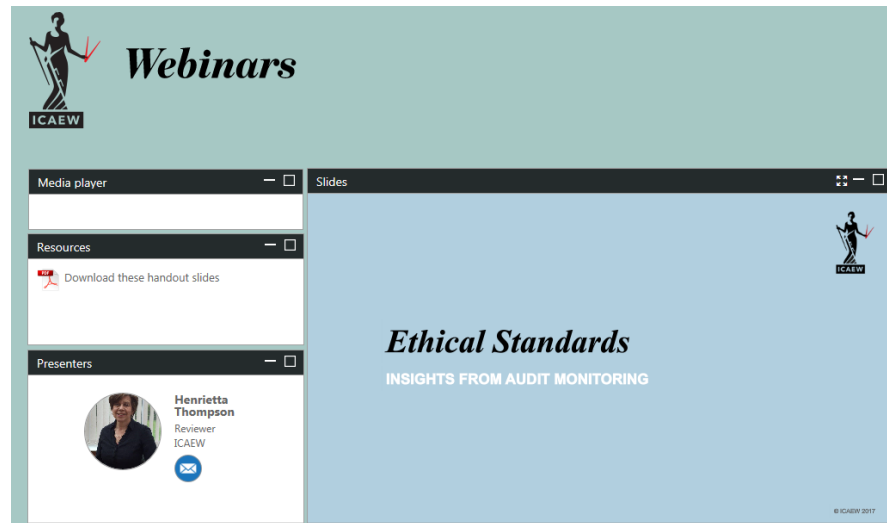 ICAEW
Webinars
Media player
Resources
PDF
Download these handout slides
Presenters
Henrietta
Thompson
Reviewer
ICAEW
Slides
ICAEW
Ethical Standards
INSIGHTS FROM AUDIT MONITORING
© ICAEW 2017